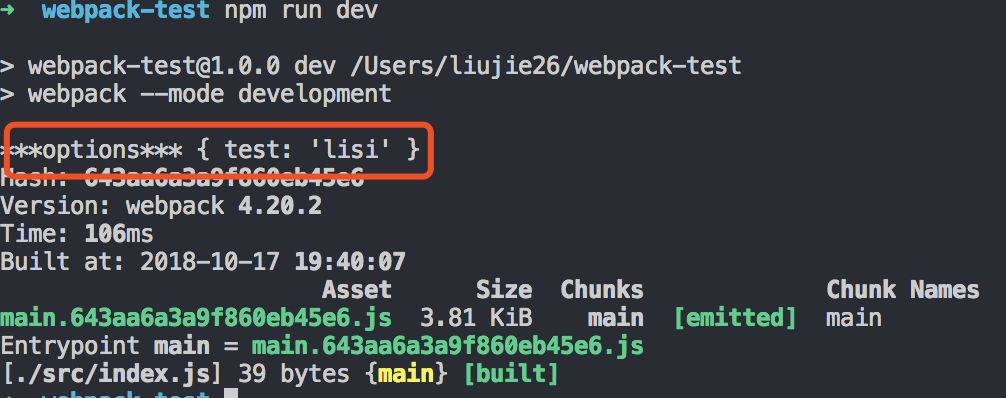 ➜ webpack-test npm run dev
> webpack-test@1.0.0 dev /Users/liujie26/webpack-test
> webpack --mode development
***options*** { test: 'lisi' }
Hash: 643aa6a3a9f860eb45e6
Version: webpack 4.20.2
Time: 106ms
Built at: 2018-10-17 19:40:07
Asset Size Chunks Chunk Names
main.643aa6a3a9f860eb45e6.js 3.81 KiB main [emitted] main
Entrypoint main = main.643aa6a3a9f860eb45e6.js
[./src/index.js] 39 bytes {main} [built]
➜ webpack-test